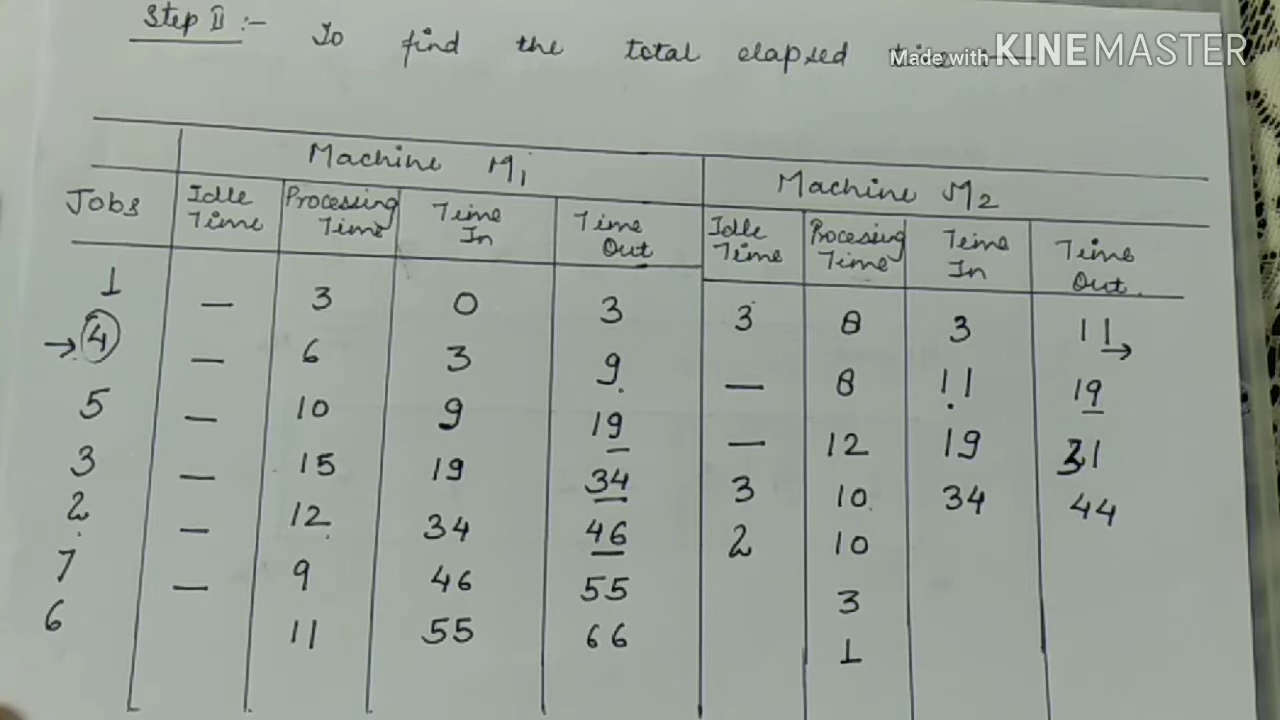 Step II :-
To find the total elapsed
Made with KINEMASTER
Machine M1 Machine M2
Jobs Idle Time Processing Time Time In Time Out Idle Time Processing Time Time In Time Out
1 — 3 0 3 3 8 3 11
→ 4 — 6 3 9 — 8 11 19
5 — 10 9 19 — 12 19 31
3 — 15 19 34 3 10 34 44
2 — 12 34 46 2 10
7 — 9 46 55 3
6 11 55 66 1